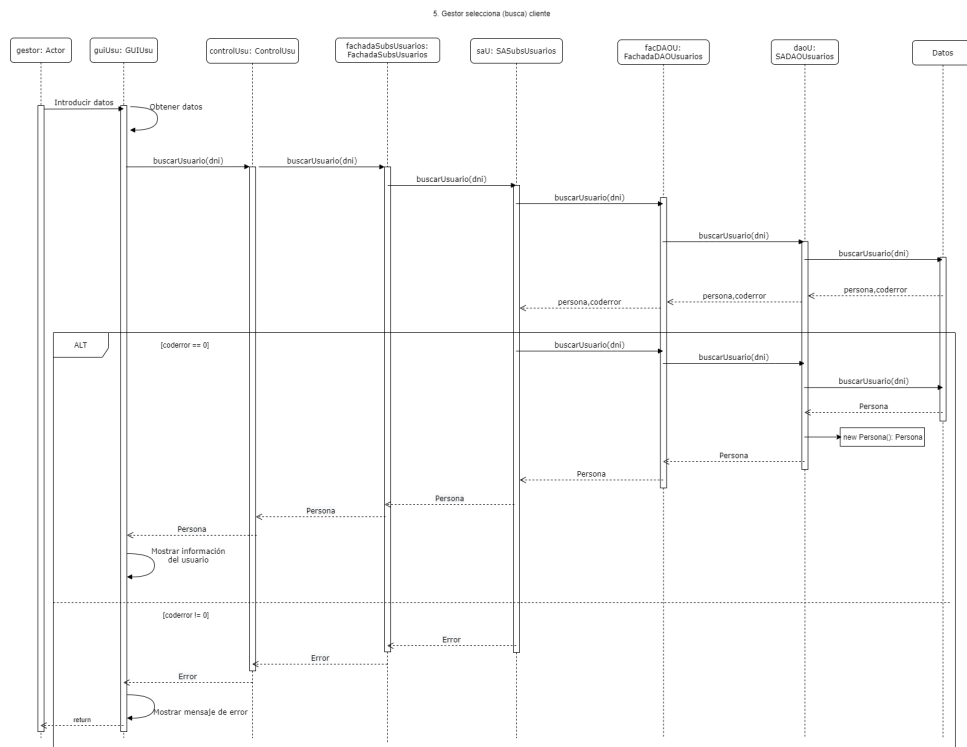 5. Gestor selecciona (busca) cliente
gestor: Actor
guiUsu: GUIUsu
controlUsu: ControlUsu
fachadaSubsUsuarios:
FachadaSubsUsuarios
saU: SASubsUsuarios
facDAOU:
FachadaDAOUsuarios
daoU:
SADAOUsuarios
Datos
Introducir datos
Obtener datos
buscarUsuario(dni)
buscarUsuario(dni)
buscarUsuario(dni)
buscarUsuario(dni)
buscarUsuario(dni)
buscarUsuario(dni)
persona,coderror
persona,coderror
persona,coderror
ALT
[coderror == 0]
buscarUsuario(dni)
buscarUsuario(dni)
buscarUsuario(dni)
Persona
new Persona(): Persona
Persona
Persona
Persona
Persona
Persona
Mostrar información
del usuario
[coderror != 0]
Error
Error
Error
Mostrar mensaje de error
return